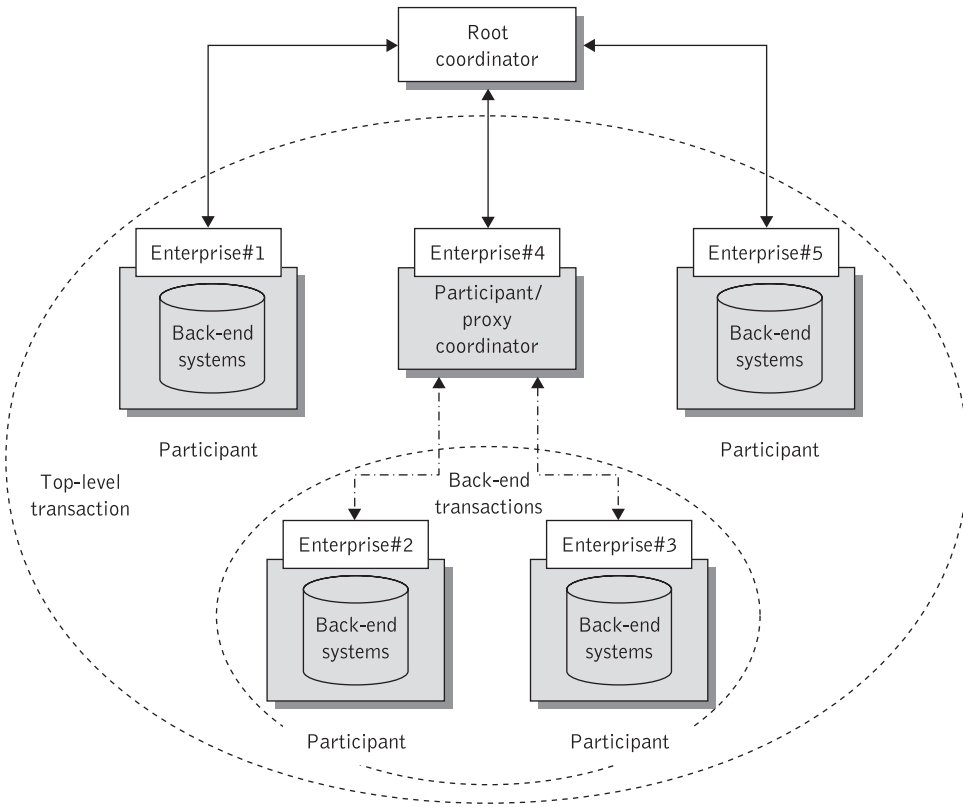 Root
coordinator
Enterprise#1
Back-end
systems
Participant
Enterprise#4
Participant/
proxy
coordinator
Enterprise#5
Back-end
systems
Participant
Top-level
transaction
Back-end
transactions
Enterprise#2
Back-end
systems
Participant
Enterprise#3
Back-end
systems
Participant